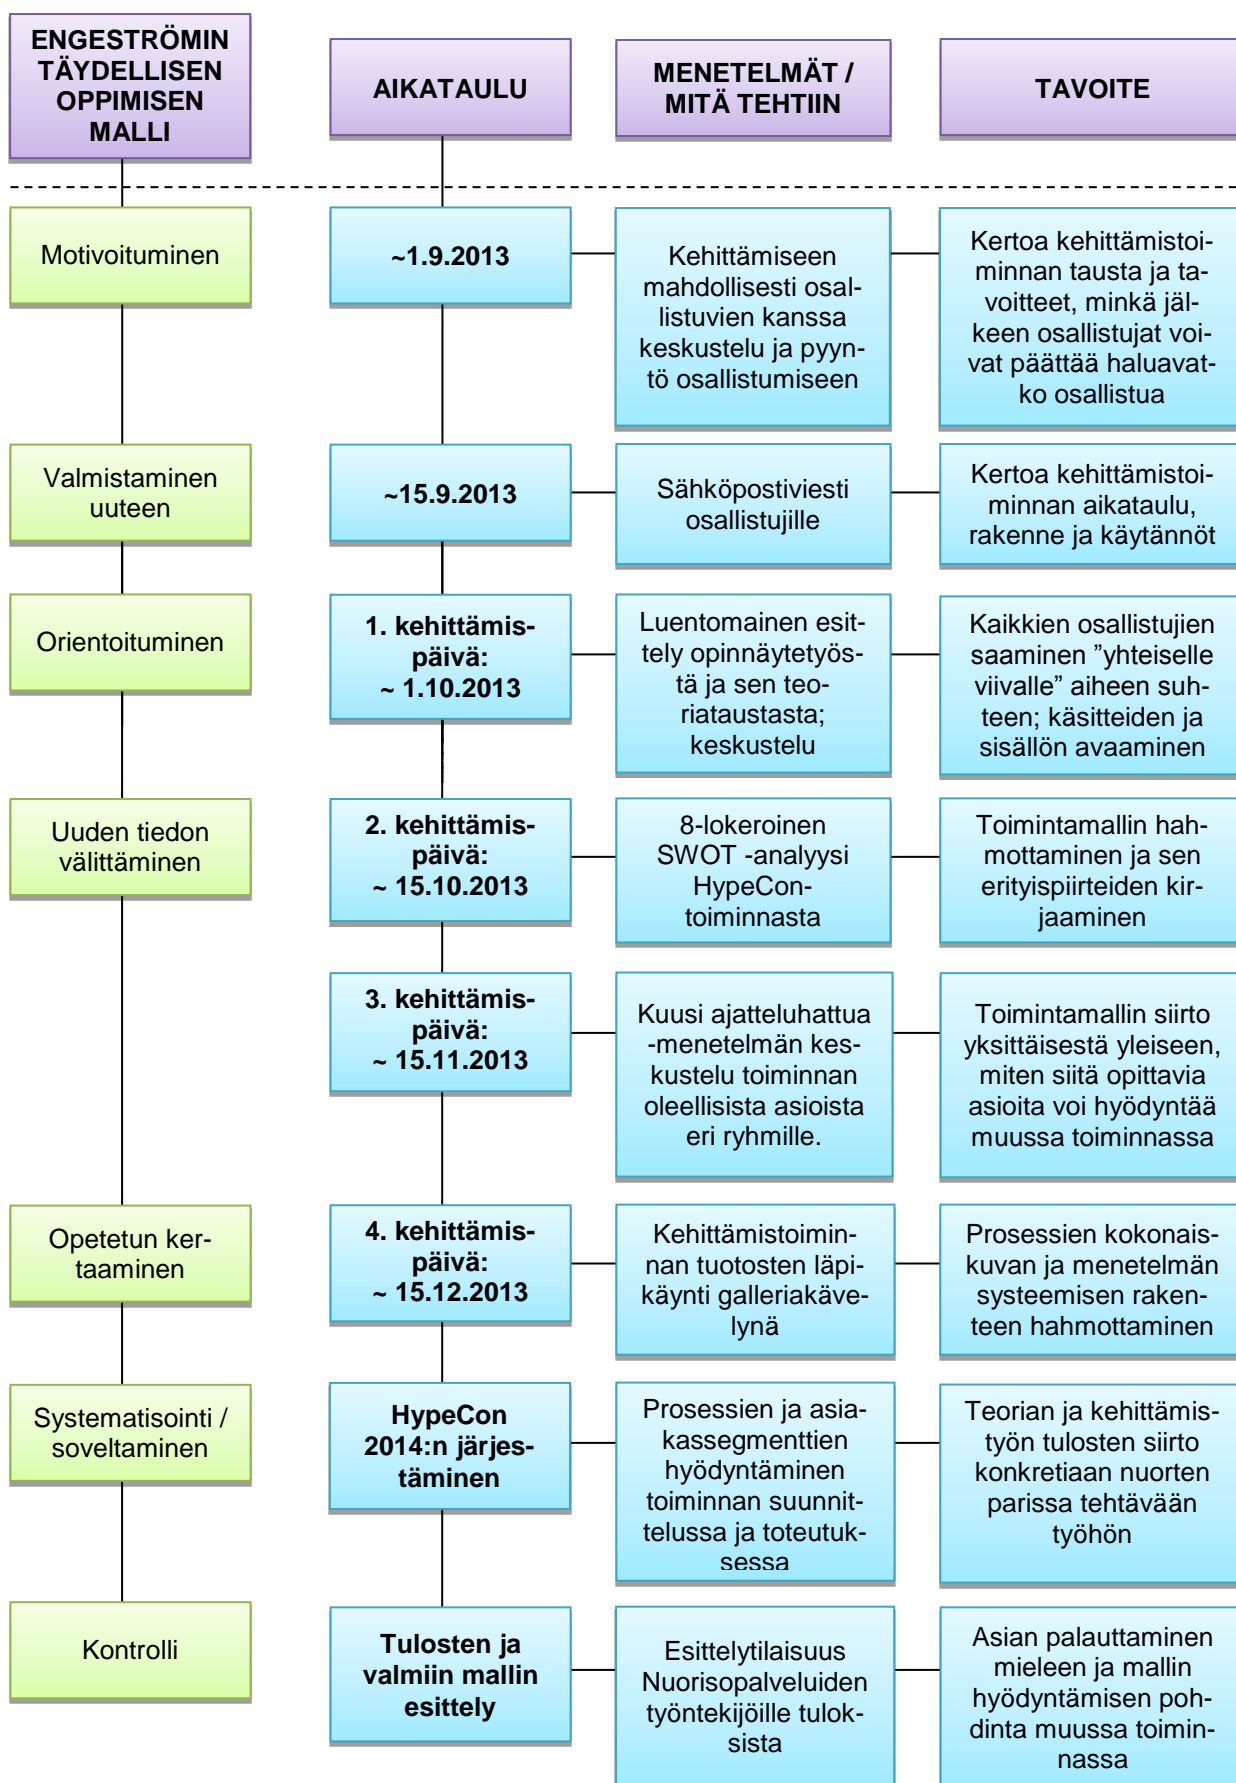 ENGESTRÖMIN
TÄYDELLISEN
OPPIMISEN
MALLI
AIKATAULU
MENETELMÄT /
MITÄ TEHTIIN
TAVOITE
Motivoituminen
~1.9.2013
Kehittämiseen
mahdollisesti osal-
listuvien kanssa
keskustelu ja pyyn-
tö osallistumiseen
Kertoa kehittämistoi-
minnan tausta ja ta-
voitteet, minkä jäl-
keen osallistujat voi-
vat päättää haluavat-
ko osallistua
Valmistaminen
uuteen
~15.9.2013
Sähköpostiviesti
osallistujille
Kertoa kehittämistoi-
minnan aikataulu,
rakenne ja käytännöt
Orientoituminen
1. kehittämis-
päivä:
~ 1.10.2013
Luentomainen esit-
tely opinnäytetyös-
tä ja sen teo-
riataustasta;
keskustelu
Kaikkien osallistujien
saaminen ”yhteiselle
viivalle” aiheen suh-
teen; käsitteiden ja
sisällön avaaminen
Uuden tiedon
välittäminen
2. kehittämis-
päivä:
~ 15.10.2013
8-lokeroinen
SWOT -analyysi
HypeCon-
toiminnasta
Toimintamallin hah-
mottaminen ja sen
erityispiirteiden kir-
jaaminen
3. kehittämis-
päivä:
~ 15.11.2013
Kuusi ajatteluhattua
-menetelmän kes-
kustelu toiminnan
oleellisista asioista
eri ryhmille.
Toimintamallin siirto
yksittäisestä yleiseen,
miten siitä opittavia
asioita voi hyödyntää
muussa toiminnassa
Opetetun ker-
taaminen
4. kehittämis-
päivä:
~ 15.12.2013
Kehittämistoimin-
nan tuotosten läpi-
käynti galleriakäve-
lynä
Prosessien kokonais-
kuvan ja menetelmän
systeemisen raken-
teen hahmottaminen
Systematisointi /
soveltaminen
HypeCon
2014:n järjes-
täminen
Prosessien ja asia-
kassegmenttien
hyödyntäminen
toiminnan suunnit-
telussa ja toteutuk-
sessa
Teorian ja kehittämis-
työn tulosten siirto
konkretiaan nuorten
parissa tehtävään
työhön
Kontrolli
Tulosten ja
valmiin mallin
esittely
Esittelytilaisuus
Nuorisopalveluiden
työntekijöille tulok-
sista
Asian palauttaminen
mieleen ja mallin
hyödyntämisen poh-
dinta muussa toimin-
nassa